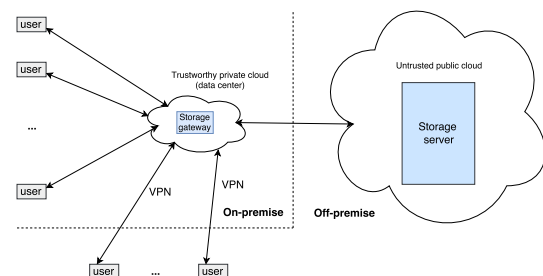 user
user
...
user
Trustworthy private cloud
(data center)
Storage
gateway
VPN
VPN
On-premise
Off-premise
Untrusted public cloud
Storage
server
user
...
user